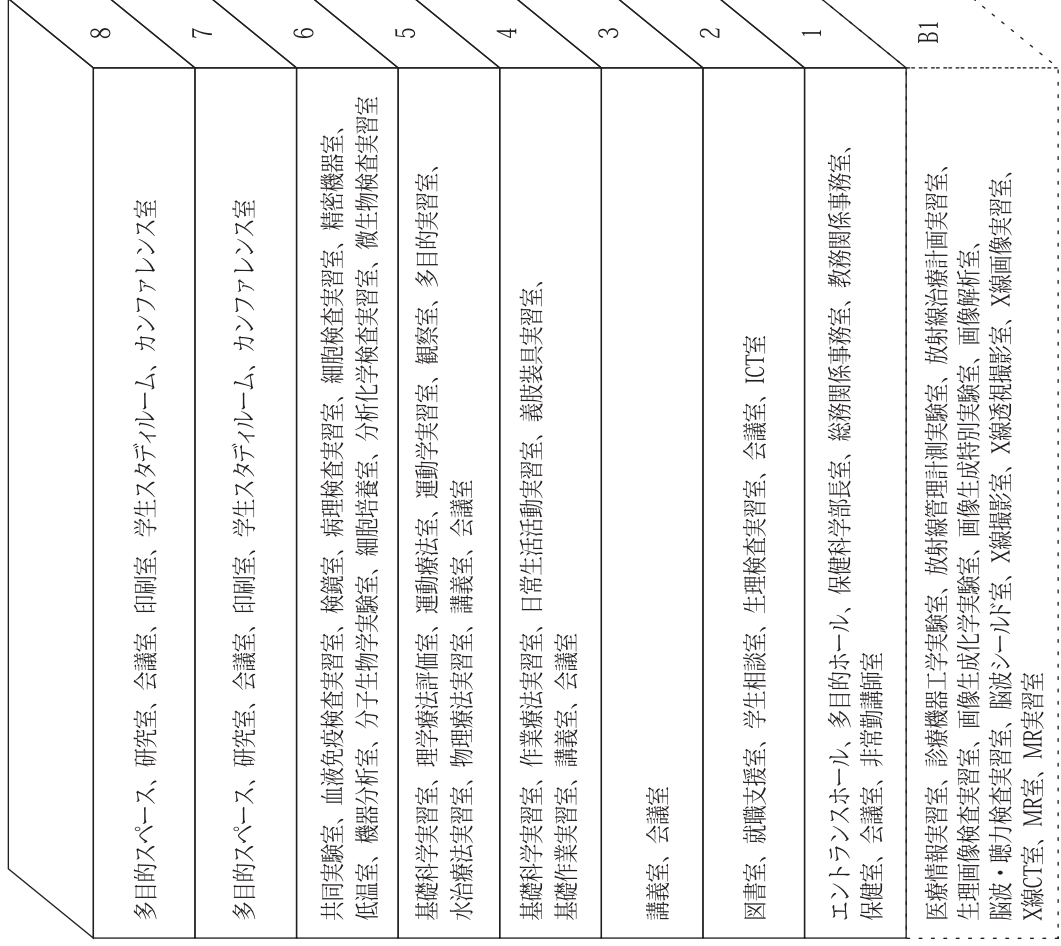 8
多目的スペース、研究室、会議室、印刷室、学生スタディルーム、カンファレンス室
7
多目的スペース、研究室、会議室、印刷室、学生スタディルーム、カンファレンス室
6
共同実験室、血液免疫検査実習室、検鏡室、病理検査実習室、細胞検査実習室、精密機器室、
低温室、機器分析室、分子生物学実験室、細胞培養室、分析化学検査実習室、微生物検査実習室
5
基礎科学実習室、理学療法評価室、運動療法室、運動学実習室、観察室、多目的実習室、
水治療法実習室、物理療法実習室、講義室、会議室
4
基礎科学実習室、作業療法実習室、日常生活活動実習室、義肢装具実習室、
基礎作業実習室、講義室、会議室
3
講義室、会議室
2
図書室、就職支援室、学生相談室、生理検査実習室、会議室、ICT室
1
エントランスホール、多目的ホール、保健科学部長室、総務関係事務室、教務関係事務室、
保健室、会議室、非常勤講師室
B1
医療情報実習室、診療機器工学実験室、放射線管理計測実験室、放射線治療計画実習室、
生理画像検査実習室、画像生成化学実験室、画像生成特別実験室、画像解析室、
脳波・聴力検査実習室、脳波シールド室、X線撮影室、X線透視撮影室、X線画像実習室、
X線CT室、MR室、MR実習室